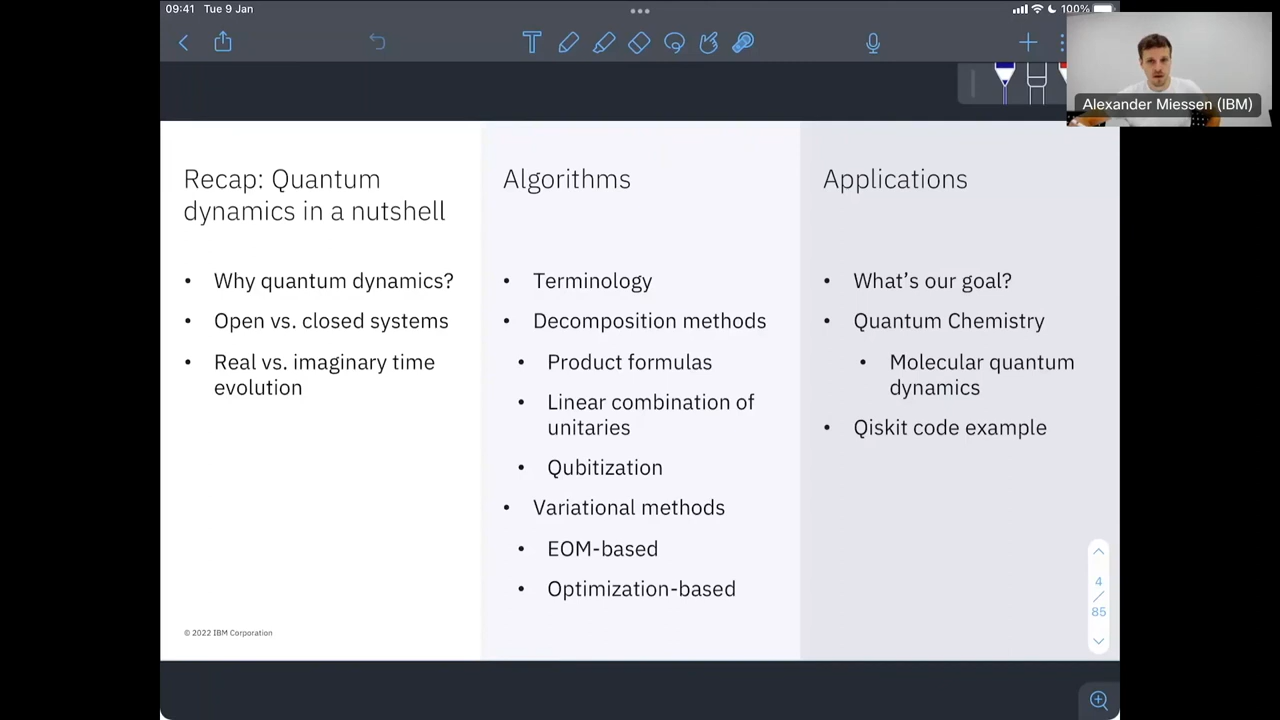 09:41 Tue 9 Jan
100%
Alexander Miessen (IBM)
Recap: Quantum
dynamics in a nutshell
• Why quantum dynamics?
• Open vs. closed systems
• Real vs. imaginary time
evolution
© 2022 IBM Corporation
Algorithms
• Terminology
• Decomposition methods
• Product formulas
• Linear combination of
unitaries
• Qubitization
• Variational methods
• EOM-based
• Optimization-based
Applications
• What's our goal?
• Quantum Chemistry
• Molecular quantum
dynamics
• Qiskit code example
4
/
85